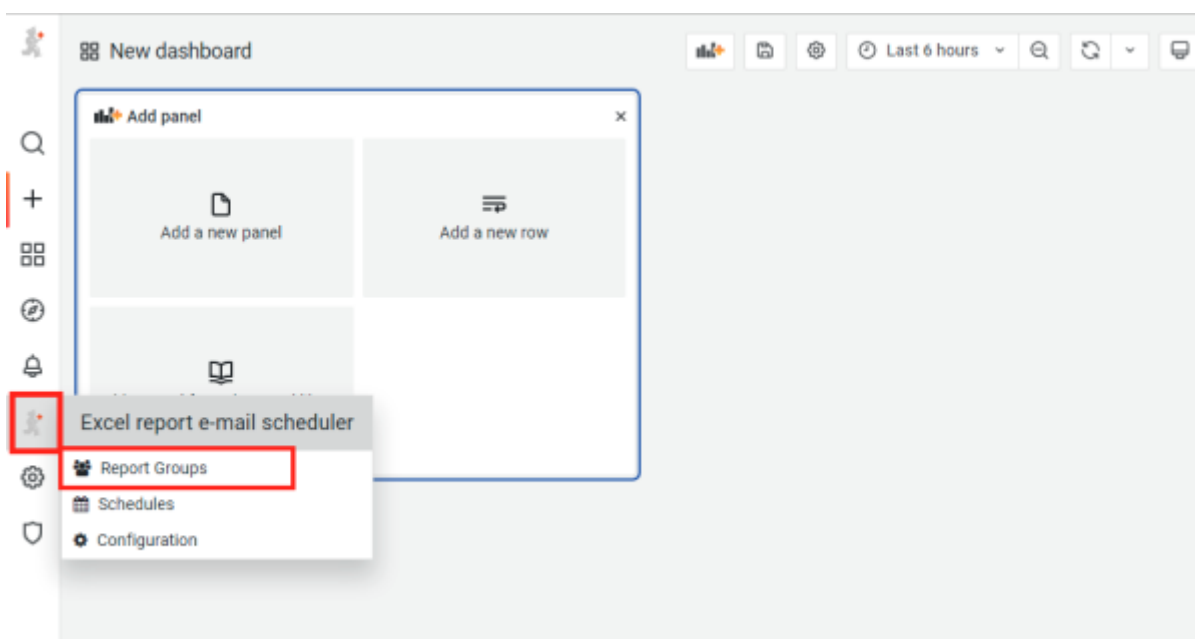 New dashboard
Last 6 hours
Add panel
Add a new panel
Add a new row
Excel report e-mail scheduler
Report Groups
Schedules
Configuration